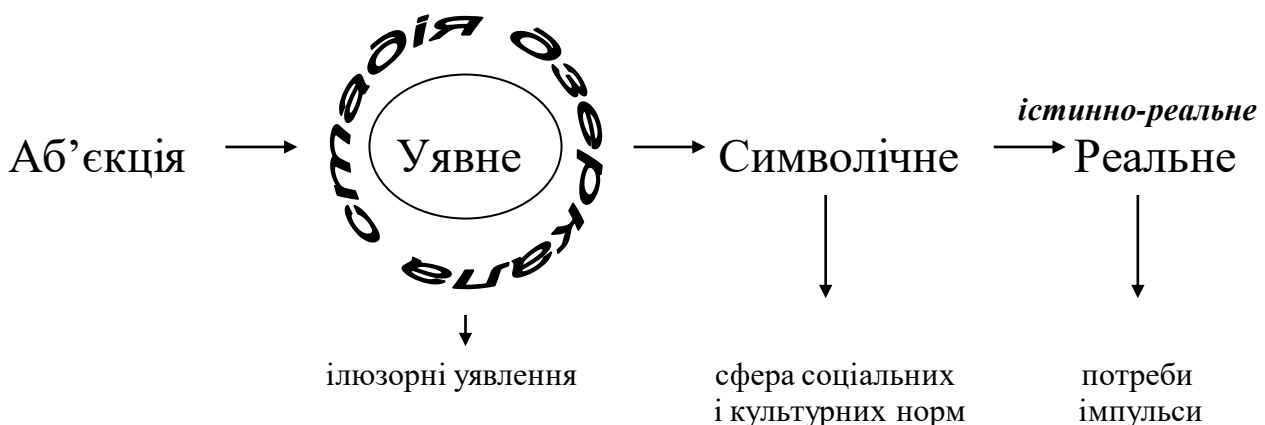 стадія дзеркала
істинно-реальне
Аб’єкція
Уявне
Символічне
Реальне
ілюзорні уявлення
сфера соціальних
і культурних норм
потреби
імпульси